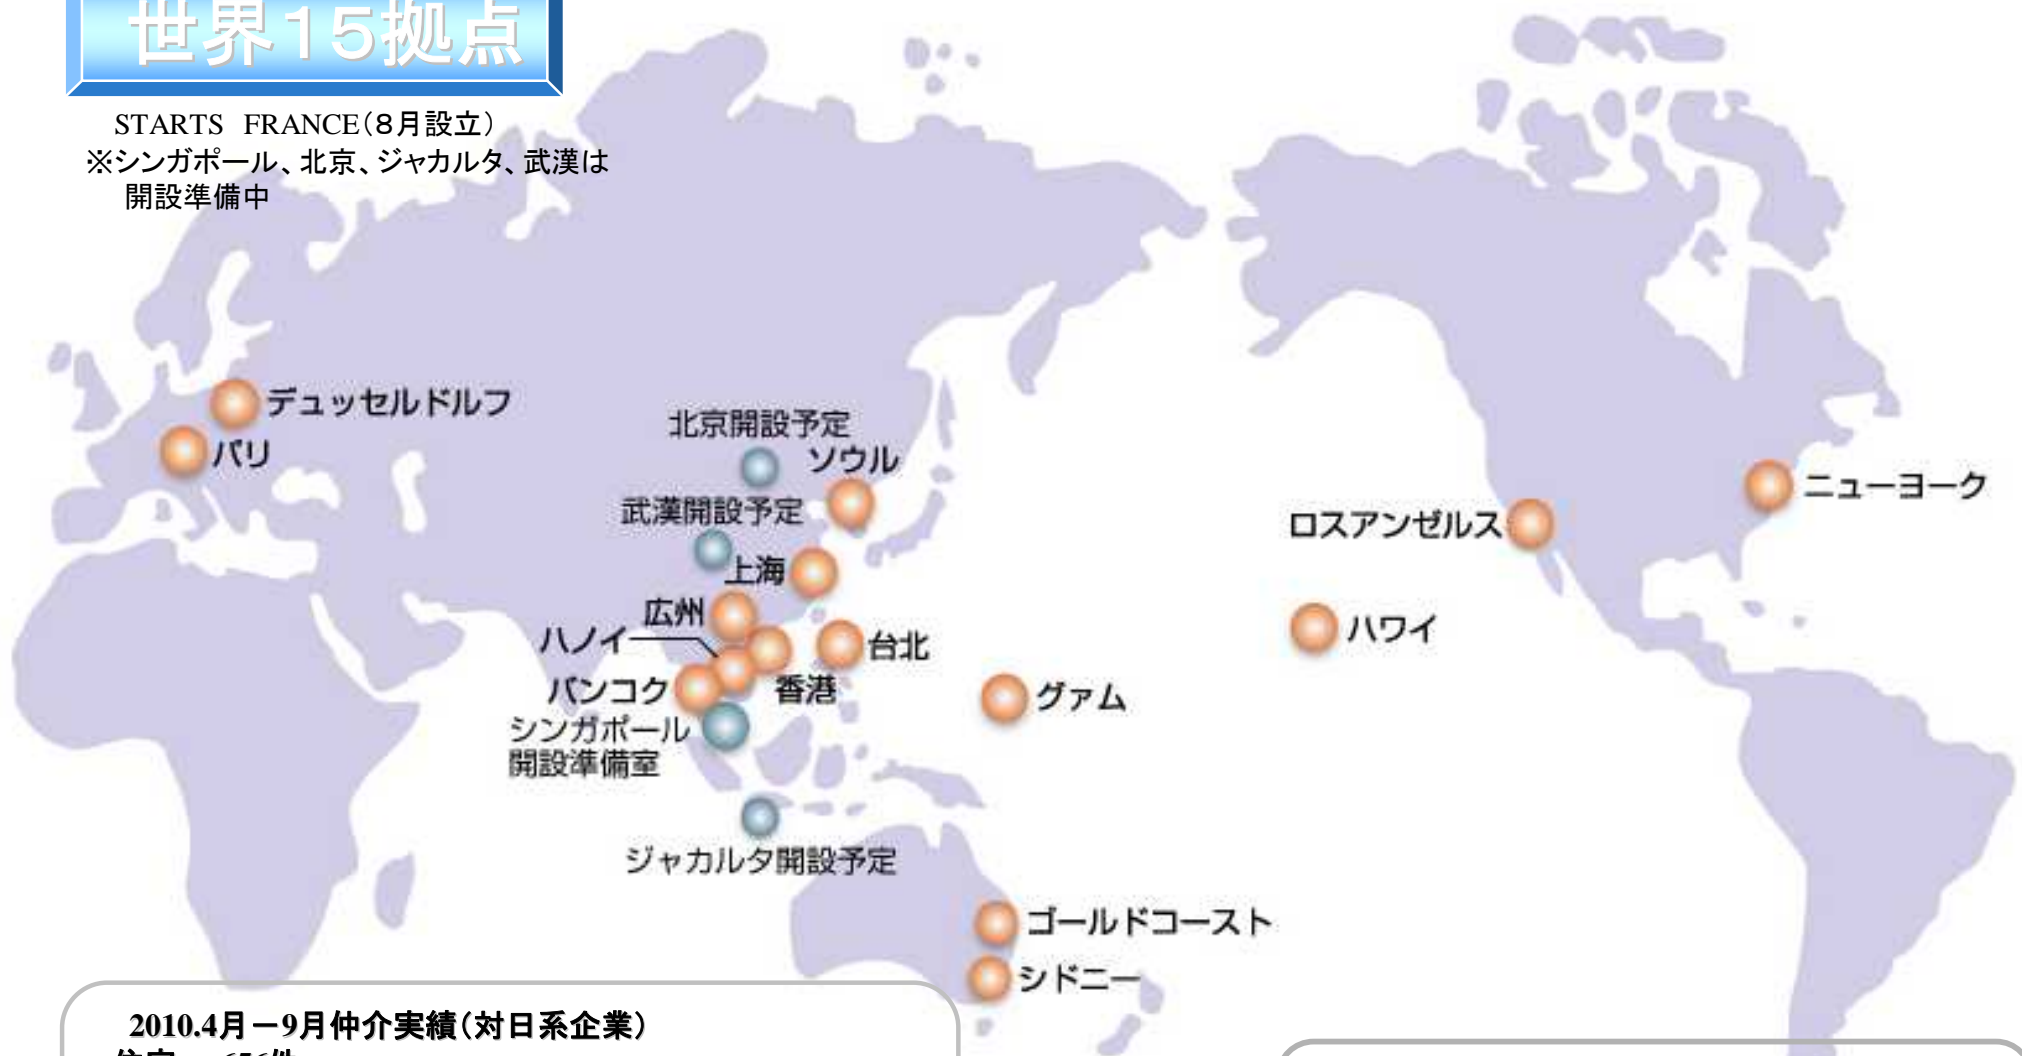 世界15拠点
STARTS FRANCE（8月設立）
※シンガポール、北京、ジャカルタ、武漢は
開設準備中
デュッセルドルフ
パリ
北京開設予定
ソウル
武漢開設予定
上海
広州
ハノイ
台北
バンコク
香港
シンガポール
開設準備室
ジャカルタ開設予定
グァム
ハワイ
ロスアンゼルス
ニューヨーク
ゴールドコースト
シドニー
2010.4月－9月仲介実績（対日系企業）